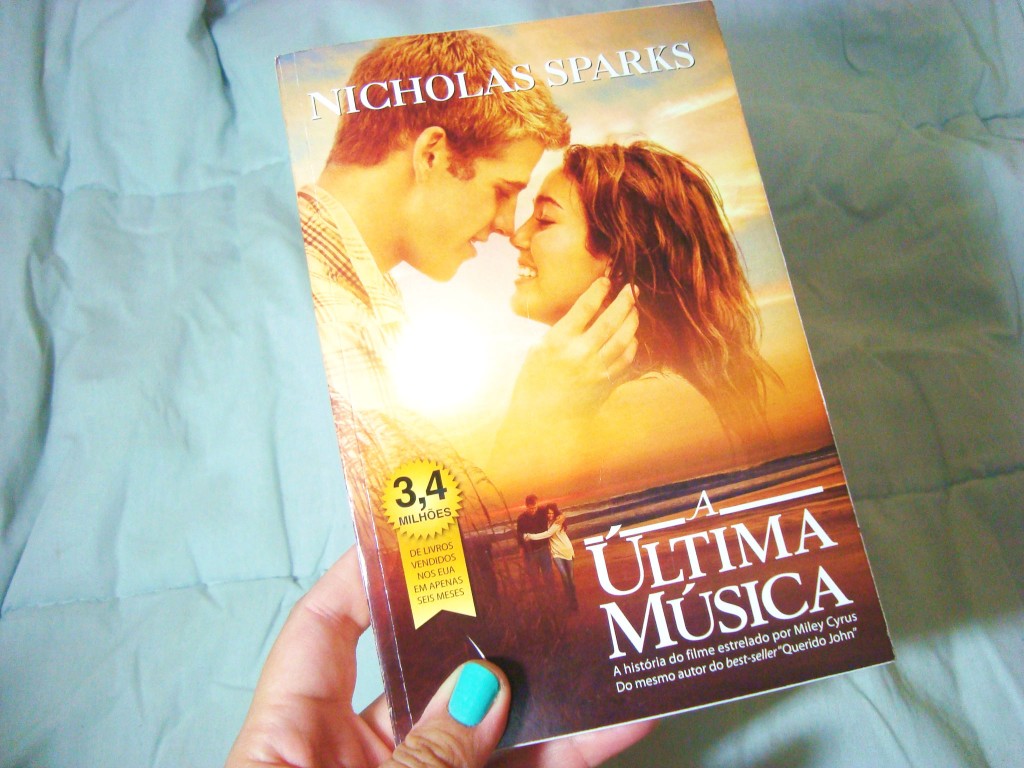 NICHOLAS SPARKS
3,4
MILHÕES
DE LIVROS
VENDIDOS
NOS EUA
EM APENAS
SEIS MESES
A
ÚLTIMA
MÚSICA
A história do filme estrelado por Miley Cyrus
Do mesmo autor do best-seller "Querido John"